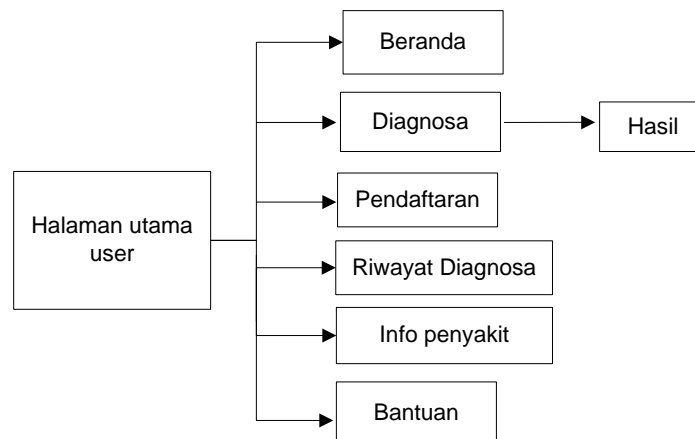 Halaman utama
user
Beranda
Diagnosa
Hasil
Pendaftaran
Riwayat Diagnosa
Info penyakit
Bantuan